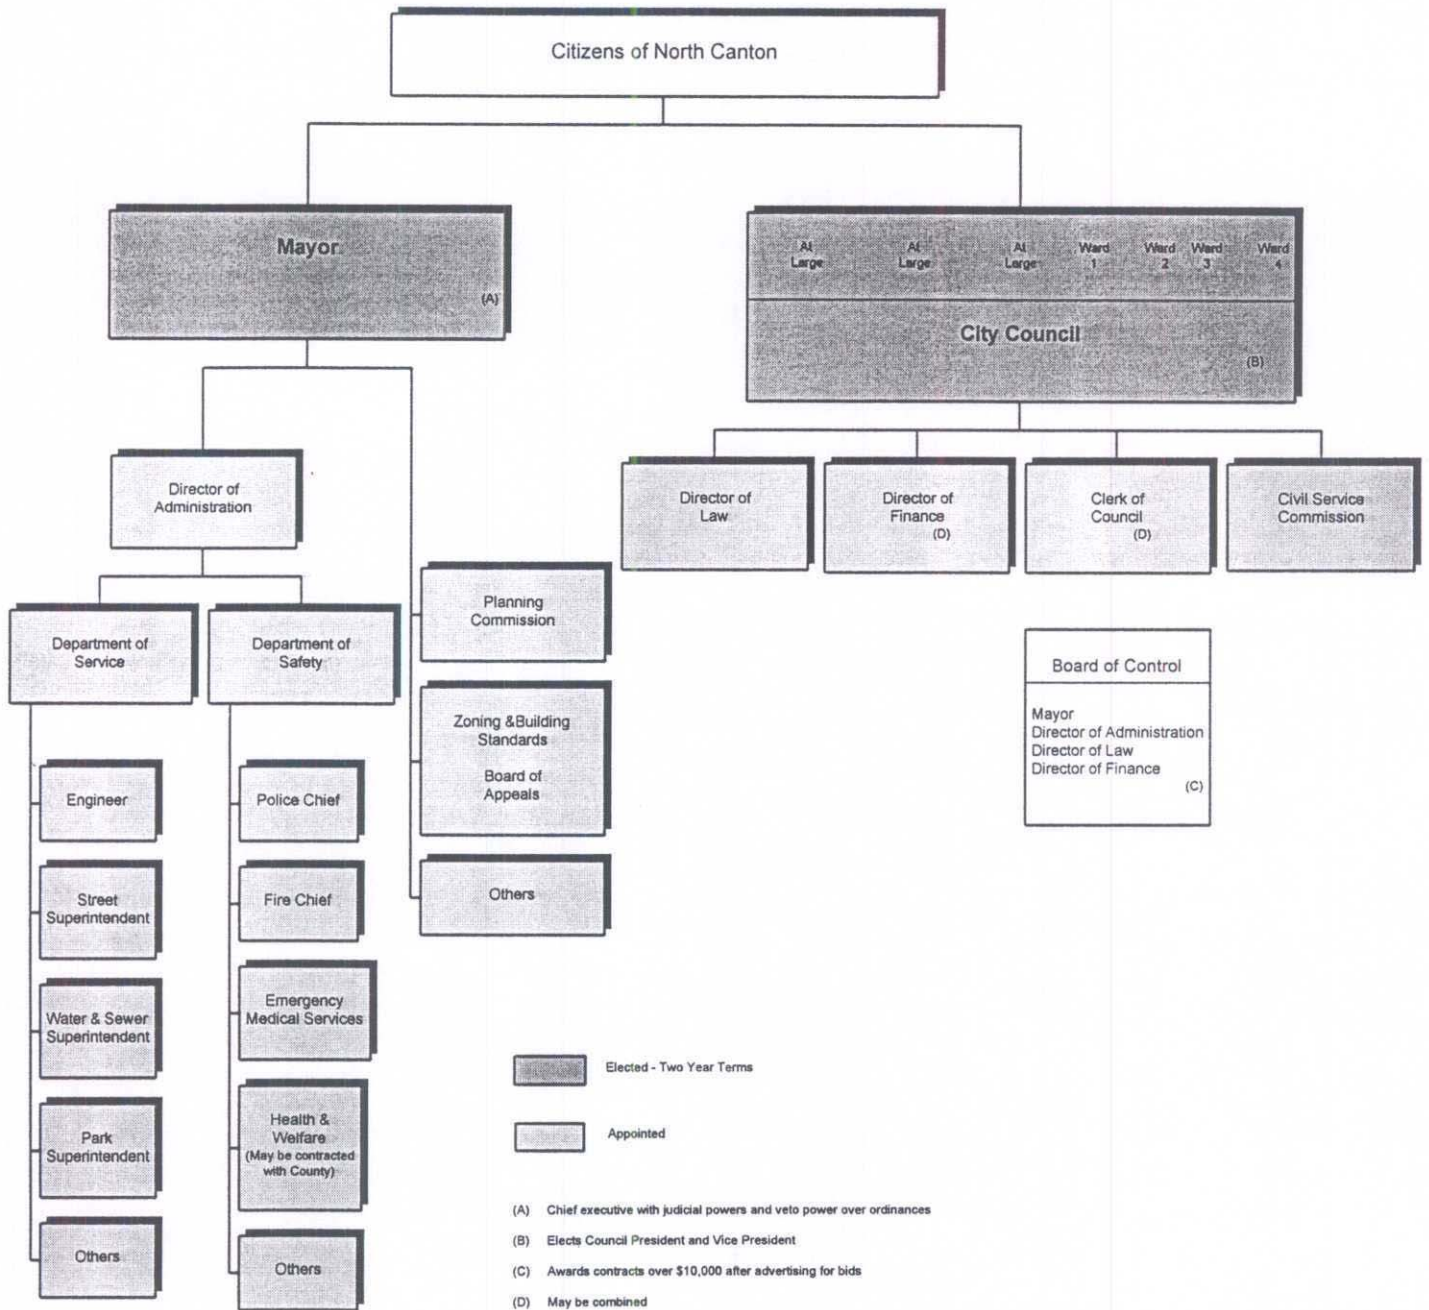 Citizens of North Canton
Mayor
(A)
At Large
At Large
At Large
Ward 1
Ward 2
Ward 3
Ward 4
City Council
(B)
Director of
Administration
Director of
Law
Director of
Finance
(D)
Clerk of
Council
(D)
Civil Service
Commission
Department of
Service
Department of
Safety
Planning
Commission
Zoning &Building
Standards
Board of
Appeals
Others
Board of Control
Mayor
Director of Administration
Director of Law
Director of Finance
(C)
Engineer
Street
Superintendent
Water & Sewer
Superintendent
Park
Superintendent
Others
Police Chief
Fire Chief
Emergency
Medical Services
Health &
Welfare
(May be contracted
with County)
Others
Elected - Two Year Terms
Appointed
(A) Chief executive with judicial powers and veto power over ordinances
(B) Elects Council President and Vice President
(C) Awards contracts over $10,000 after advertising for bids
(D) May be combined